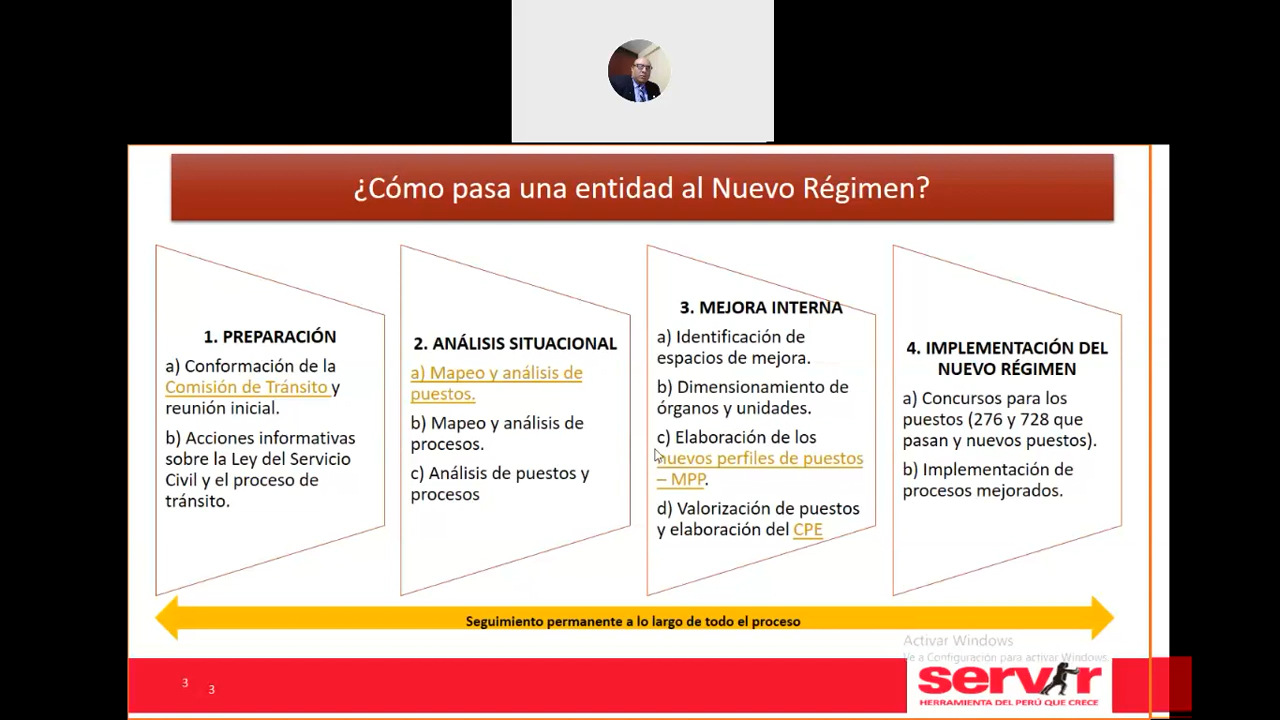 ¿Cómo pasa una entidad al Nuevo Régimen?
1. PREPARACIÓN
a) Conformación de la
Comisión de Tránsito y
reunión inicial.
b) Acciones informativas
sobre la Ley del Servicio
Civil y el proceso de
tránsito.
2. ANÁLISIS SITUACIONAL
a) Mapeo y análisis de
puestos.
b) Mapeo y análisis de
procesos.
c) Análisis de puestos y
procesos
3. MEJORA INTERNA
a) Identificación de
espacios de mejora.
b) Dimensionamiento de
órganos y unidades.
c) Elaboración de los
nuevos perfiles de puestos
– MPP.
d) Valorización de puestos
y elaboración del CPE
4. IMPLEMENTACIÓN DEL
NUEVO RÉGIMEN
a) Concursos para los
puestos (276 y 728 que
pasan y nuevos puestos).
b) Implementación de
procesos mejorados.
Seguimiento permanente a lo largo de todo el proceso
Activar Windows
Ve a Configuración para activar Windows.
3
3
servir
HERRAMIENTA DEL PERÚ QUE CRECE